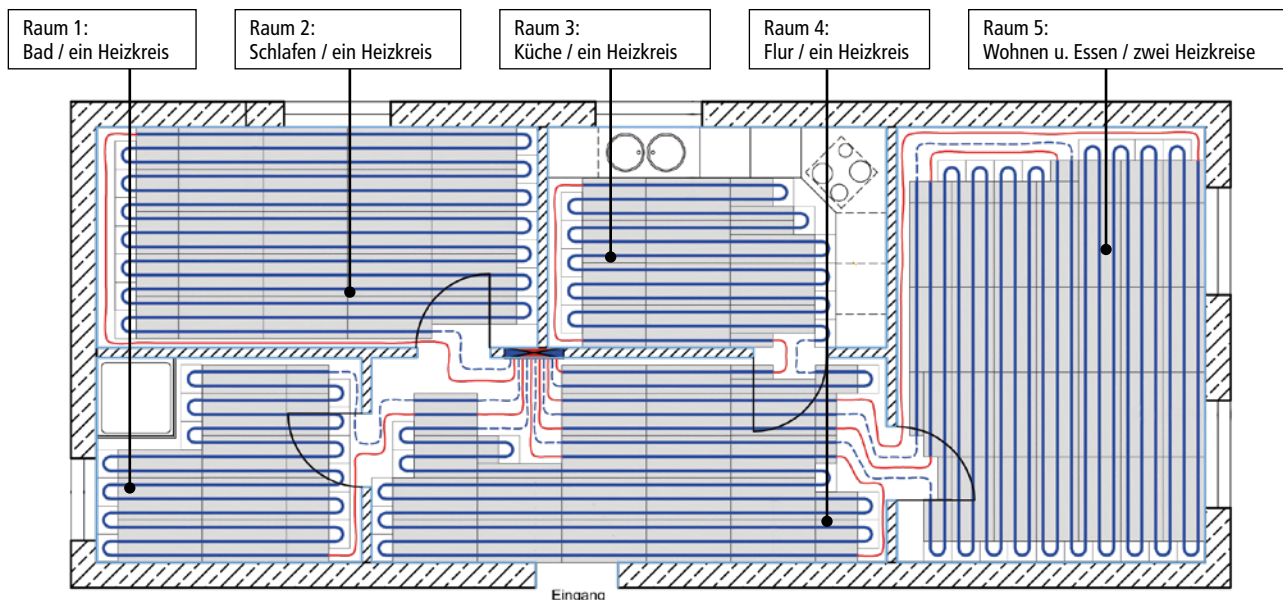 Raum 1:
Bad / ein Heizkreis
Raum 2:
Schlafen / ein Heizkreis
Raum 3:
Küche / ein Heizkreis
Raum 4:
Flur / ein Heizkreis
Raum 5:
Wohnen u. Essen / zwei Heizkreise
Eingang